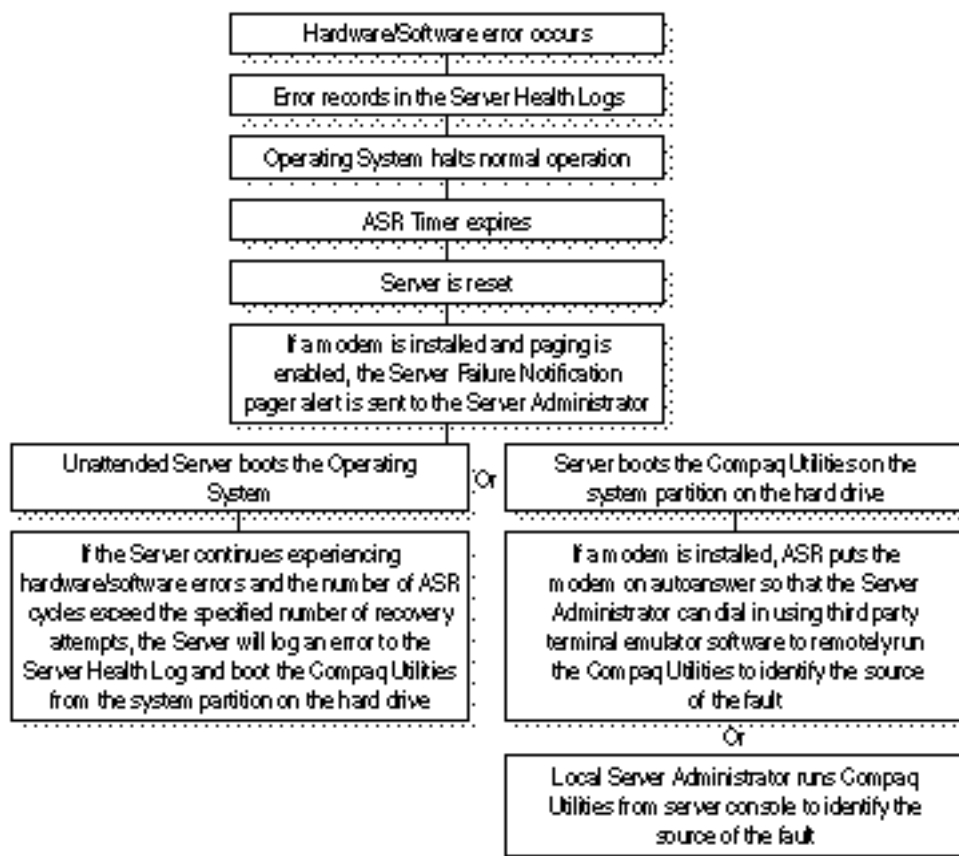 Hardware/Software error occurs
Error records in the Server Health Logs
Operating System halts normal operation
ASR Timer expires
Server is reset
If a modem is installed and paging is
enabled, the Server Failure Notification
pager alert is sent to the Server Administrator
Unattended Server boots the Operating
System
Or
Server boots the Compaq Utilities on the
system partition on the hard drive
If the Server continues experiencing
hardware/software errors and the number of ASR
cycles exceed the specified number of recovery
attempts, the Server will log an error to the
Server Health Log and boot the Compaq Utilities
from the system partition on the hard drive
If a modem is installed, ASR puts the
modem on autoanswer so that the Server
Administrator can dial in using third party
terminal emulator software to remotely run
the Compaq Utilities to identify the source
of the fault
Or
Local Server Administrator runs Compaq
Utilities from server console to identify the
source of the fault